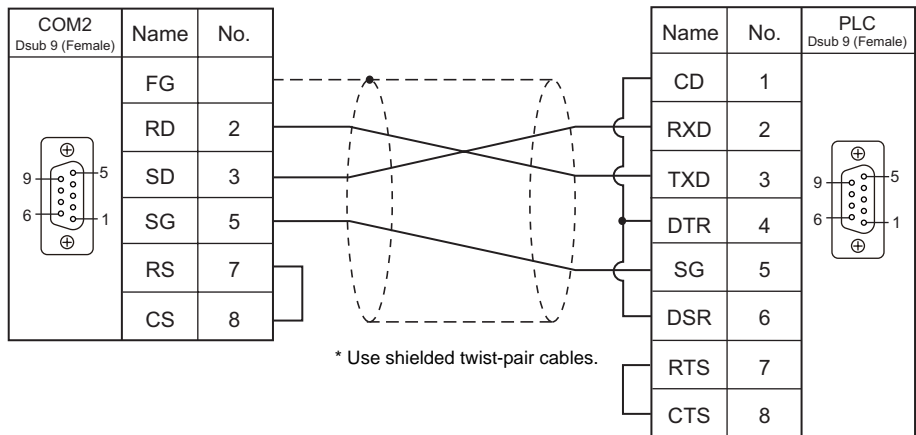 COM2
Dsub 9 (Female)
Name
No.
FG
RD
2
SD
3
SG
5
RS
7
CS
8
9
5
6
1
* Use shielded twist-pair cables.
Name
No.
PLC
Dsub 9 (Female)
CD
1
RXD
2
TXD
3
DTR
4
SG
5
DSR
6
RTS
7
CTS
8
9
5
6
1